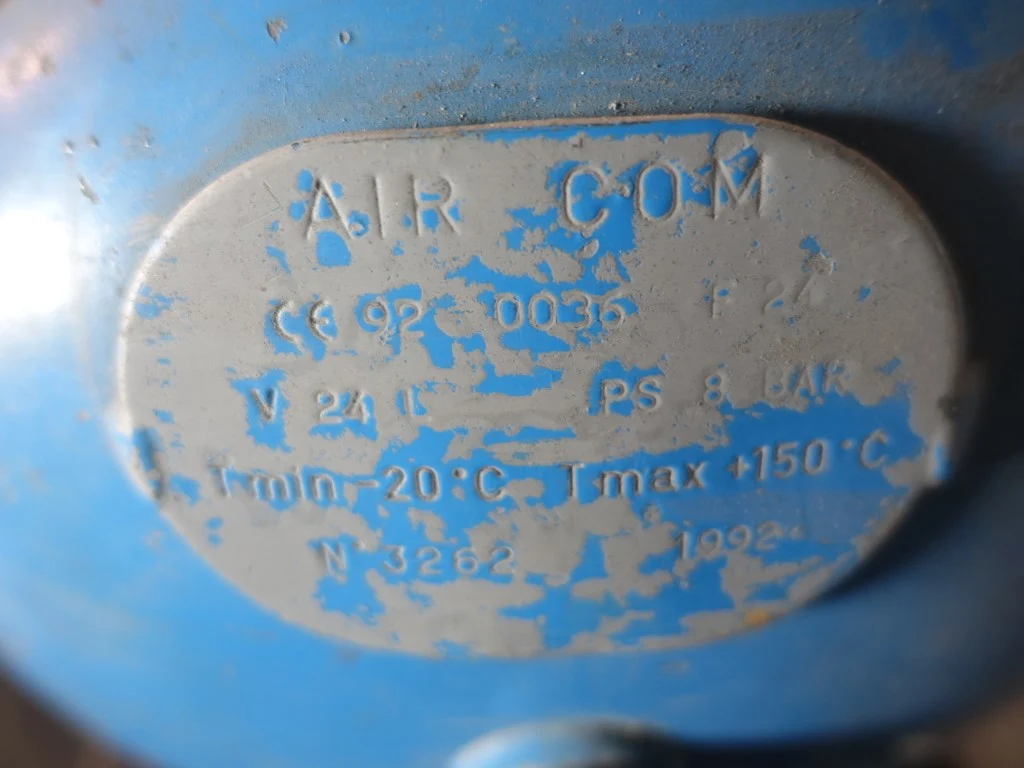 AIR COM
CE 92 0036 F 24
V 24 L PS 8 BAR
Tmin -20°C Tmax +150°C
N° 3262 1992